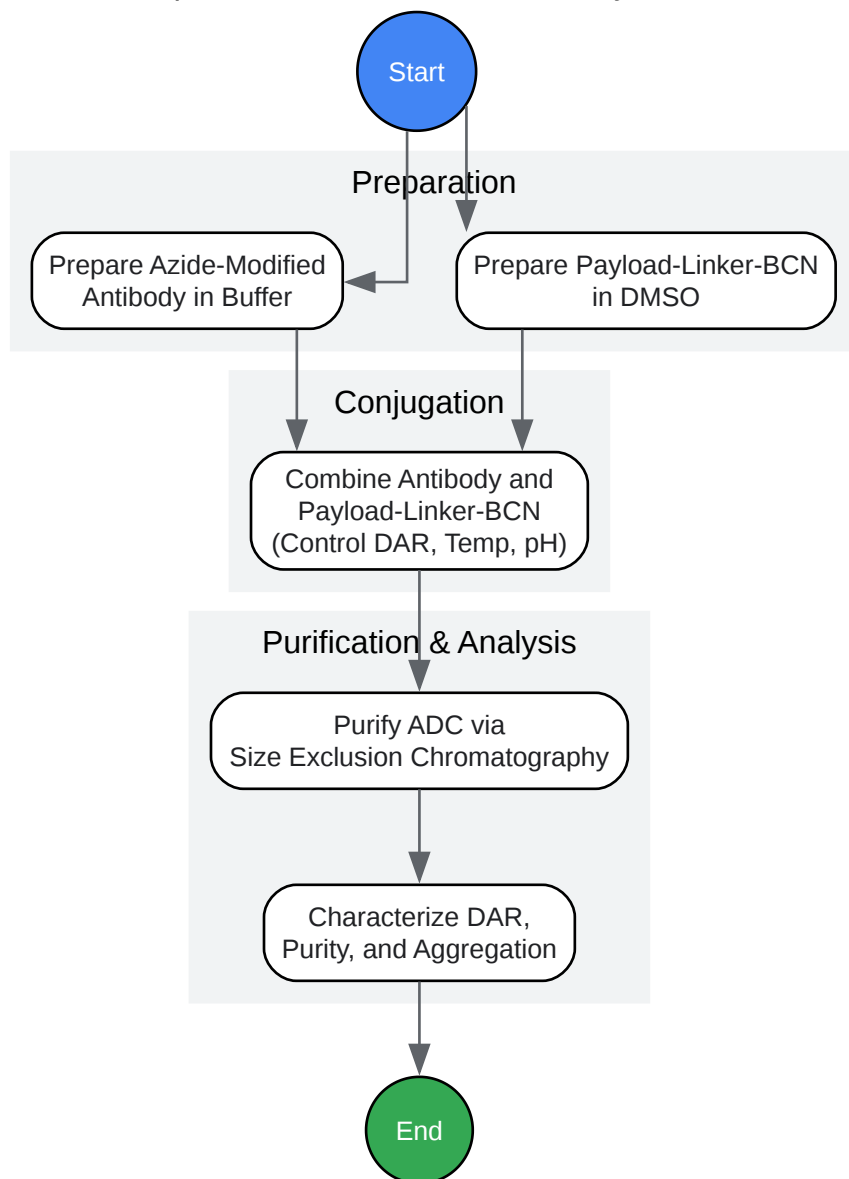 Start
Preparation
Prepare Azide-Modified
Antibody in Buffer
Prepare Payload-Linker-BCN
in DMSO
Conjugation
Combine Antibody and
Payload-Linker-BCN
(Control DAR, Temp, pH)
Purification & Analysis
Purify ADC via
Size Exclusion Chromatography
Characterize DAR,
Purity, and Aggregation
End